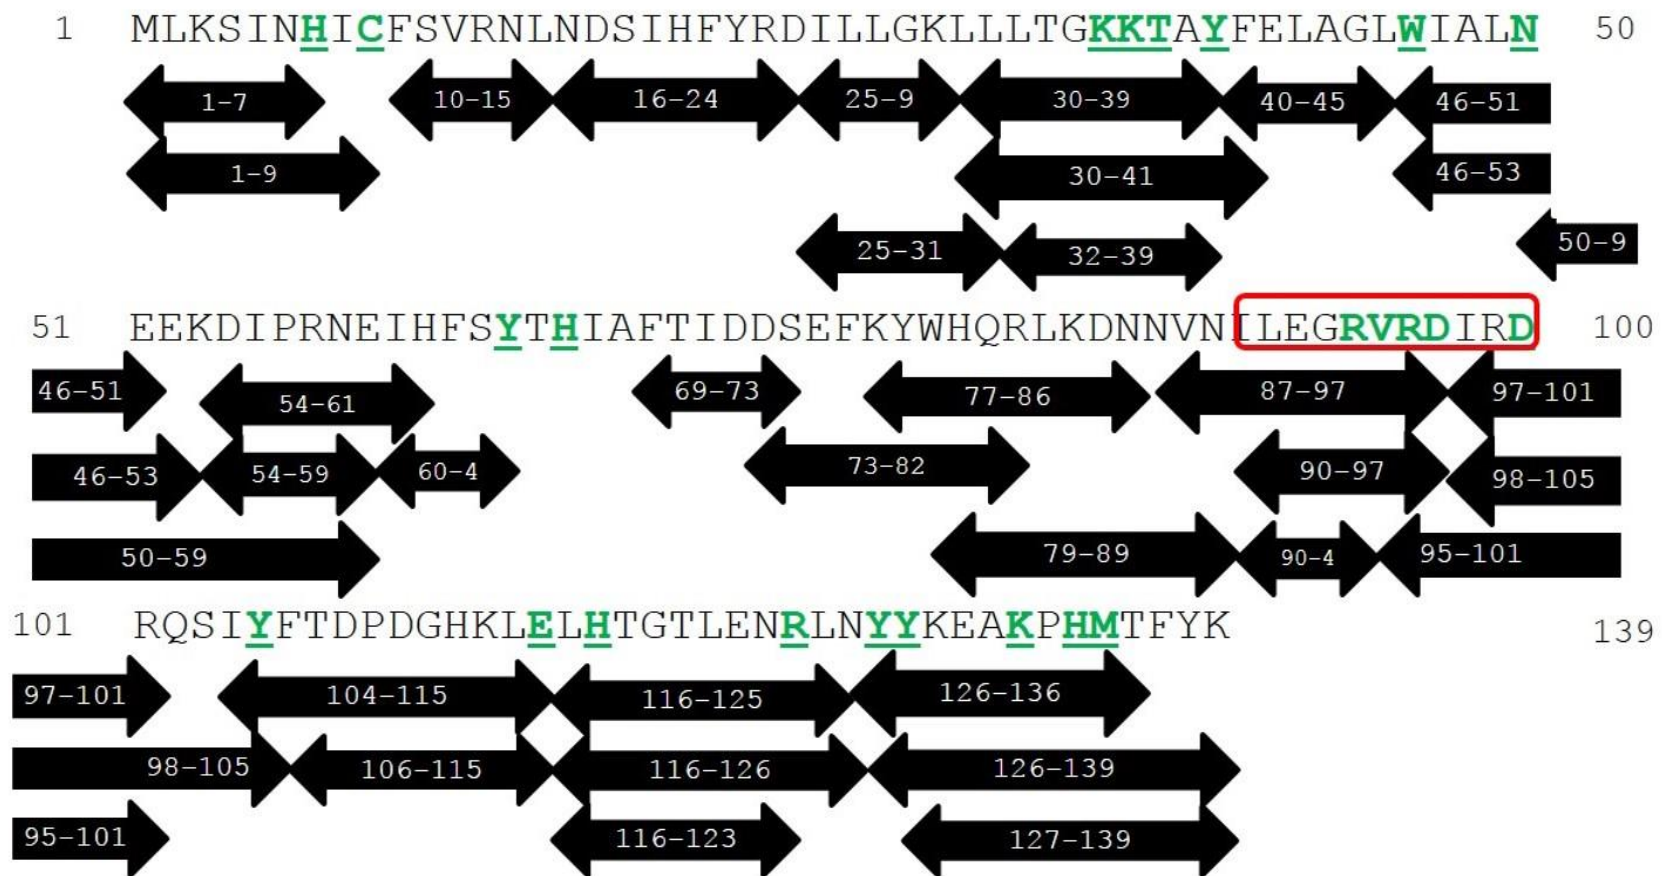 1 MLKSINHICFSVRNLNDSIHFYRDILLGKLLLTGKKTAYFELAGLWIALN 50
1-7 10-15 16-24 25-9 30-39 40-45 46-51
1-9 30-41 46-53
25-31 32-39 50-9
51 EEKDIPRNEIHFSYTHIAFTIDDSEFKYWHQRLKDNNVNILEGRVRDIRD 100
46-51 54-61 69-73 77-86 87-97 97-101
46-53 54-59 60-4 73-82 90-97 98-105
50-59 79-89 90-4 95-101
101 RQSIYFTDPDGHKLELHTGTLENRLNYYKEAKPHMTFYK 139
97-101 104-115 116-125 126-136
98-105 106-115 116-126 126-139
95-101 116-123 127-139